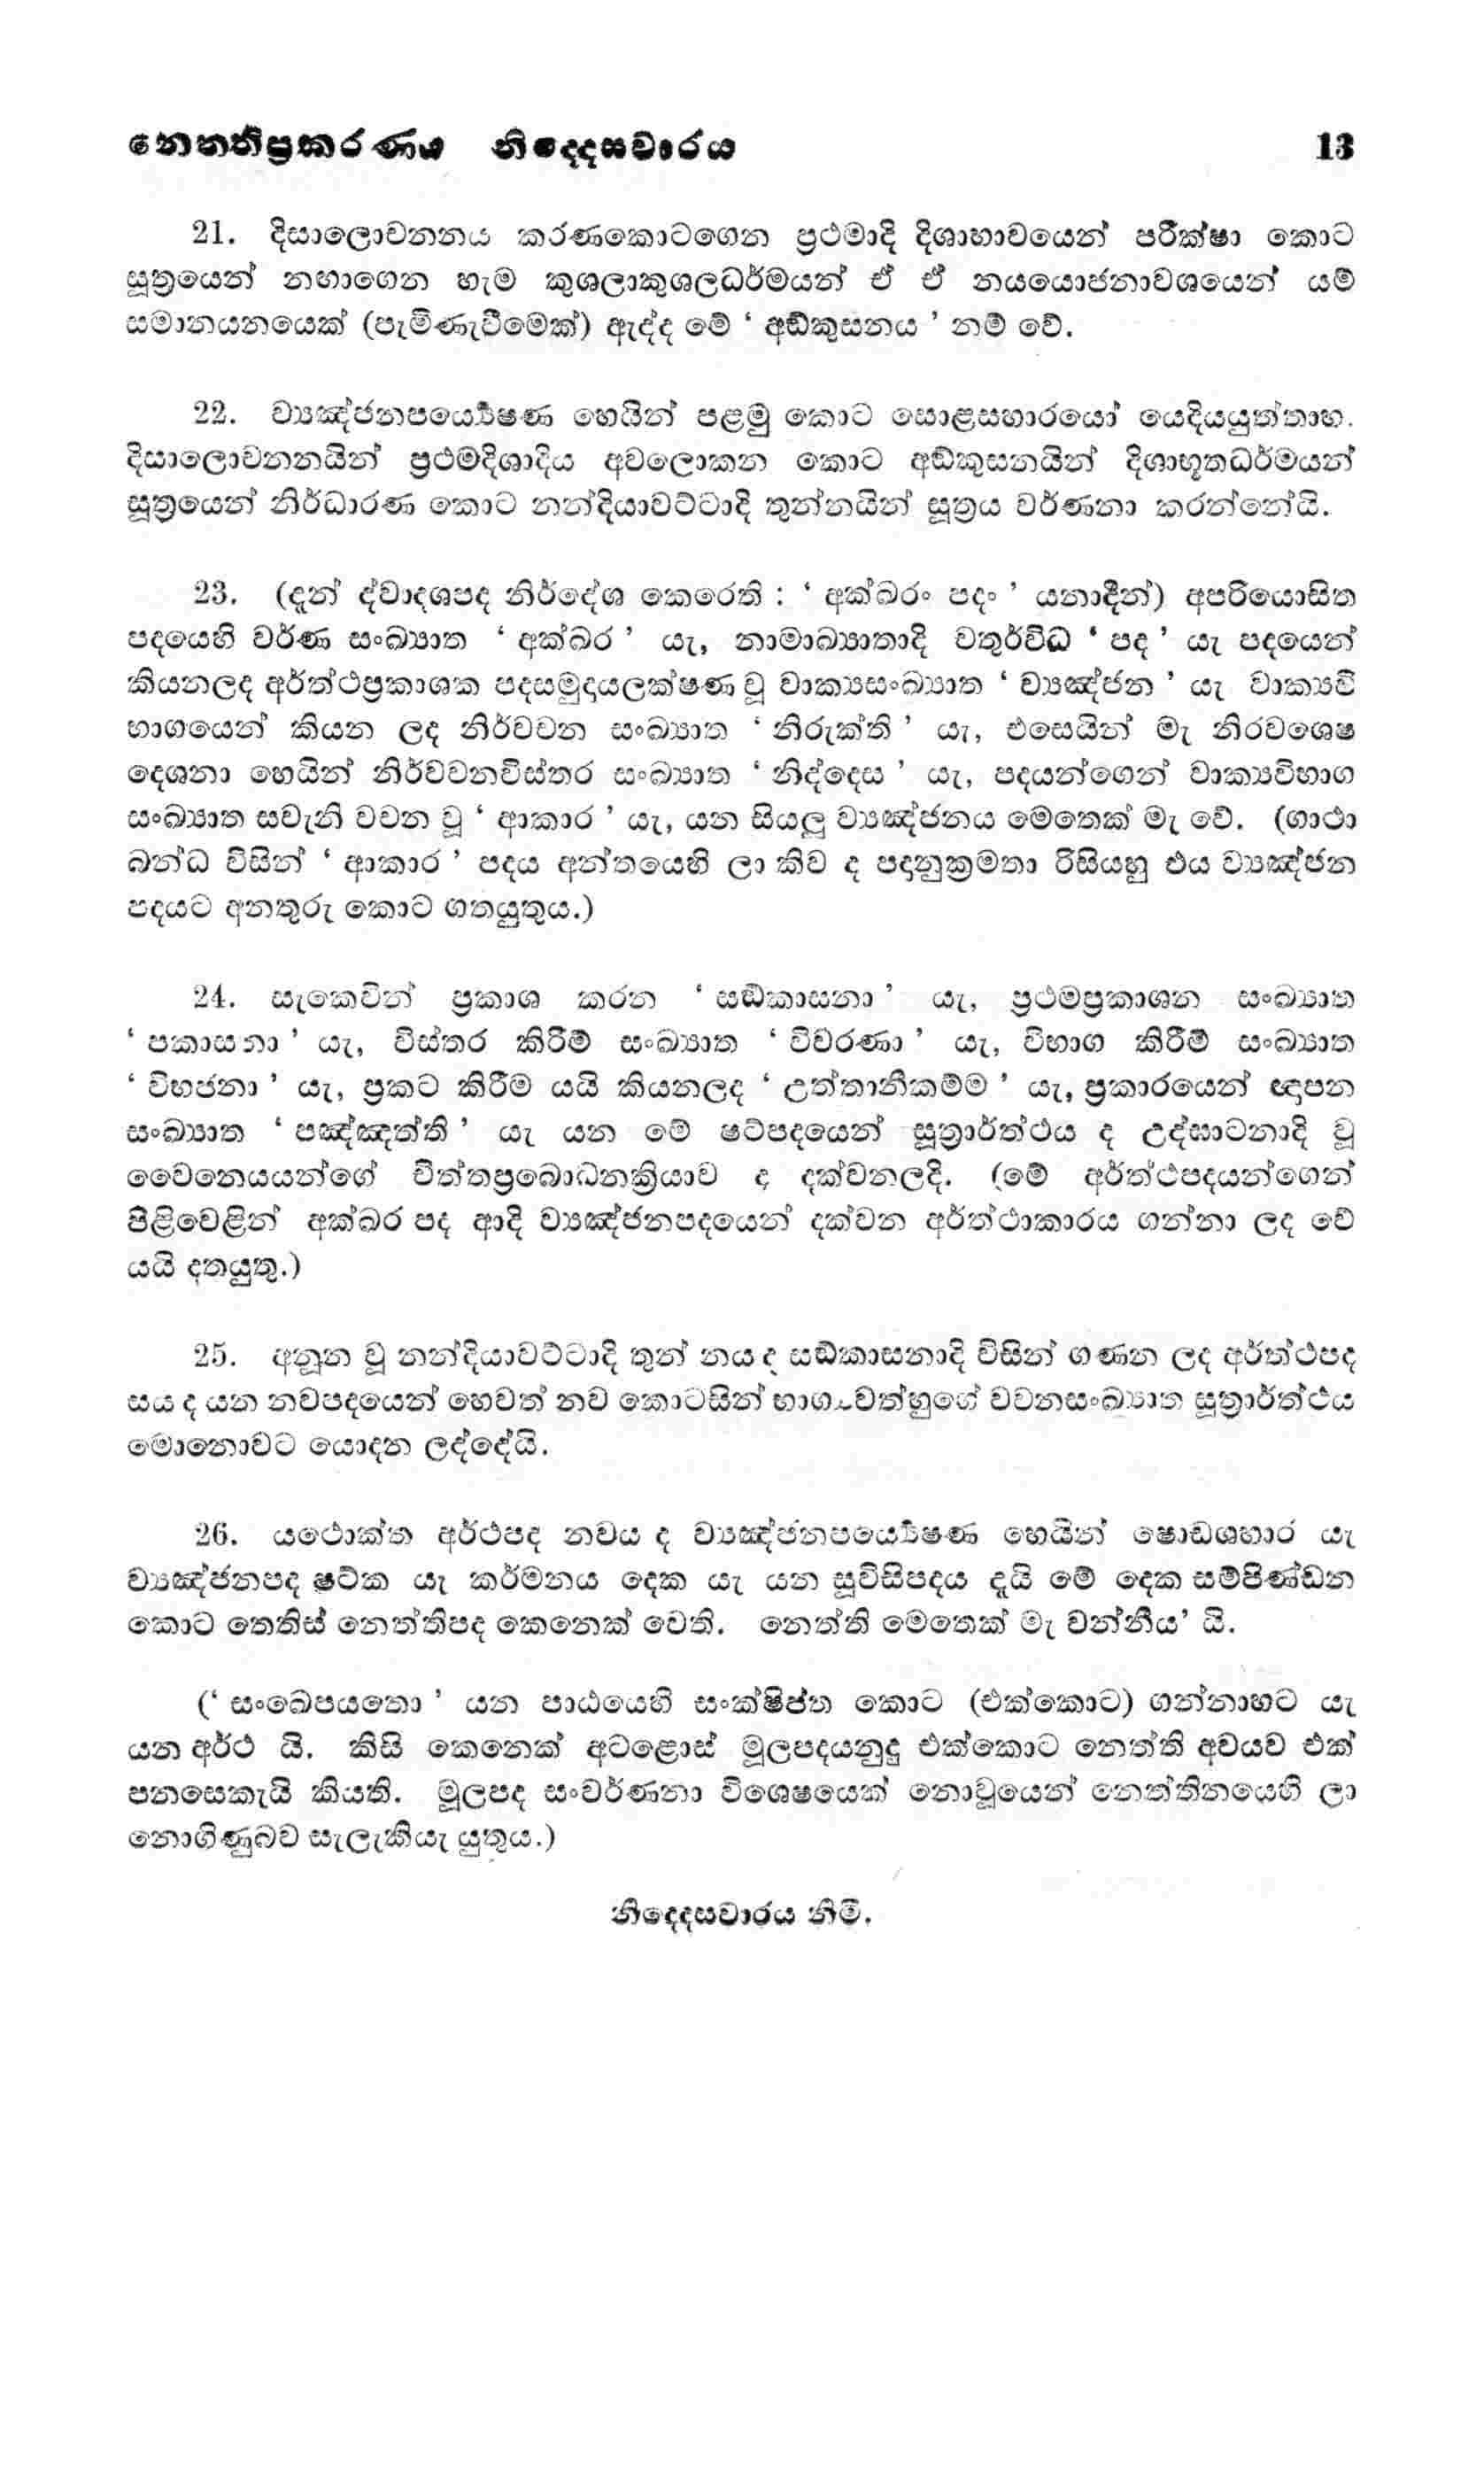 නෙත්තිප්‍රකරණය නිද්දෙසවාරය 13
21. දිසාලොචනනය කරණකොටගෙන ප්‍රථමාදි දිශාභාවයෙන් පරීක්ෂා කොට
සූත්‍රයෙන් නඟාගෙන හැම කුශලාකුශලධර්මයන් ඒ ඒ නයයොජනාවශයෙන් යම්
සමානයනයෙක් (පැමිණැවීමෙක්) ඇද්ද මේ ‘ අඞ්කුසනය ’ නම් වේ.
22. ව්‍යඤ්ජනපර්‍ය්‍යේෂණ හෙයින් පළමු කොට සොළසහාරයෝ යෙදියයුත්තාහ.
දිසාලොචනනයින් ප්‍රථමදිශාදිය අවලොකන කොට අඞ්කුසනයින් දිශාභූතධර්මයන්
සූත්‍රයෙන් නිර්ධාරණ කොට නන්දියාවට්ටාදි තුන්නයින් සූත්‍රය වර්ණනා කරන්නේයි.
23. (දැන් ද්වාදශපද නිර්දේශ කෙරෙති : ‘ අක්ඛරං පදං ’ යනාදීන්) අපරියොසිත
පදයෙහි වර්ණ සංඛ්‍යාත ‘ අක්ඛර ’ යැ, නාමාඛ්‍යාතාදි චතුර්විධ ‘ පද ’ යැ පදයෙන්
කියනලද අර්ත්ථප්‍රකාශක පදසමුදායලක්ෂණ වූ වාක්‍යසංඛ්‍යාත ‘ ව්‍යඤ්ජන ’ යැ වාක්‍යවි
භාගයෙන් කියන ලද නිර්වචන සංඛ්‍යාත ‘ නිරුක්ති ’ යැ, එසෙයින් මැ නිරවශෙෂ
දෙශනා හෙයින් නිර්වචනවිස්තර සංඛ්‍යාත ‘ නිද්දෙස ’ යැ, පදයන්ගෙන් වාක්‍යවිභාග
සංඛ්‍යාත සවැනි වචන වූ ‘ ආකාර ’ යැ, යන සියලු ව්‍යඤ්ජනය මෙතෙක් මැ වේ. (ගාථා
බන්ධ විසින් ‘ ආකාර ’ පදය අන්තයෙහි ලා කිව ද පදානුක්‍රමතා රිසියහු එය ව්‍යඤ්ජන
පදයට අනතුරු කොට ගතයුතුය.)
24. සැකෙවින් ප්‍රකාශ කරන ‘ සඞ්කාසනා ’ යැ, ප්‍රථමප්‍රකාශන සංඛ්‍යාත
‘ පකාසනා ’ යැ, විස්තර කිරීම් සංඛ්‍යාත ‘ විවරණා ’ යැ, විභාග කිරීම් සංඛ්‍යාත
‘ විභජනා ’ යැ, ප්‍රකට කිරීම යයි කියනලද ‘ උත්තානීකම්ම ’ යැ, ප්‍රකාරයෙන් ඥාපන
සංඛ්‍යාත ‘ පඤ්ඤත්ති ’ යැ යන මේ ෂට්පදයෙන් සූත්‍රාර්ත්ථය ද උද්ඝාටනාදි වූ
වෛනෙයයන්ගේ චිත්තප්‍රබොධනක්‍රියාව ද දක්වනලදි. (මේ අර්ත්ථපදයන්ගෙන්
පිළිවෙළින් අක්ඛර පද ආදි ව්‍යඤ්ජනපදයෙන් දක්වන අර්ත්ථාකාරය ගන්නා ලද වේ
යයි දතයුතු.)
25. අනූන වූ නන්දියාවට්ටාදි තුන් නය ද සඞ්කාසනාදි විසින් ගණන ලද අර්ත්ථපද
සය ද යන නවපදයෙන් හෙවත් නව කොටසින් භාග්‍යවත්හුගේ වචනසංඛ්‍යාත සූත්‍රාර්ත්ථය
මොනොවට යොදන ලද්දේයි.
26. යථොක්ත අර්ථපද නවය ද ව්‍යඤ්ජනපර්‍ය්‍යේෂණ හෙයින් ෂොඩශහාර යැ
ව්‍යඤ්ජනපද ෂට්ක යැ කර්මනය දෙක යැ යන සූවිසිපදය දැයි මේ දෙක සම්පිණ්ඩන
කොට තෙතිස් නෙත්තිපද කෙනෙක් වෙති. නෙත්ති මෙතෙක් මැ වන්නීය’ යි.
(‘ සංඛෙපයතො ’ යන පාඨයෙහි සංක්ෂිප්ත කොට (එක්කොට) ගන්නාහට යැ
යන අර්ථ යි. කිසි කෙනෙක් අටළොස් මූලපදයනුදු එක්කොට නෙත්ති අවයව එක්
පනසෙකැයි කියති. මූලපද සංවර්ණනා විශෙෂයෙක් නොවූයෙන් නෙත්තිනයෙහි ලා
නොගිණුබව සැලැකියැ යුතුය.)
නිද්දෙසවාරය නිමි.